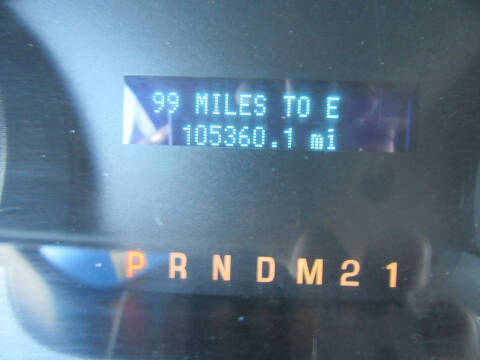 99 MILES TO E
105360.1 mi
P R N D M 2 1